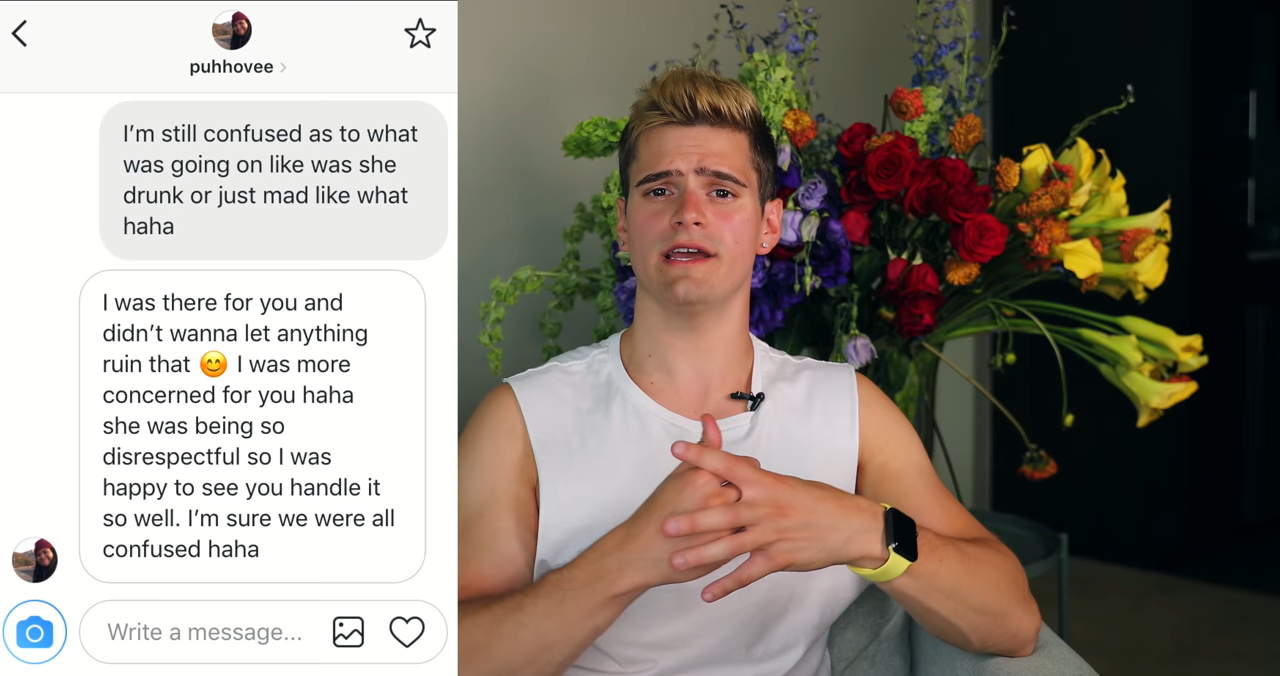 puhhovee
I’m still confused as to what
was going on like was she
drunk or just mad like what
haha
I was there for you and
didn’t wanna let anything
ruin that 😊 I was more
concerned for you haha
she was being so
disrespectful so I was
happy to see you handle it
so well. I’m sure we were all
confused haha
Write a message...